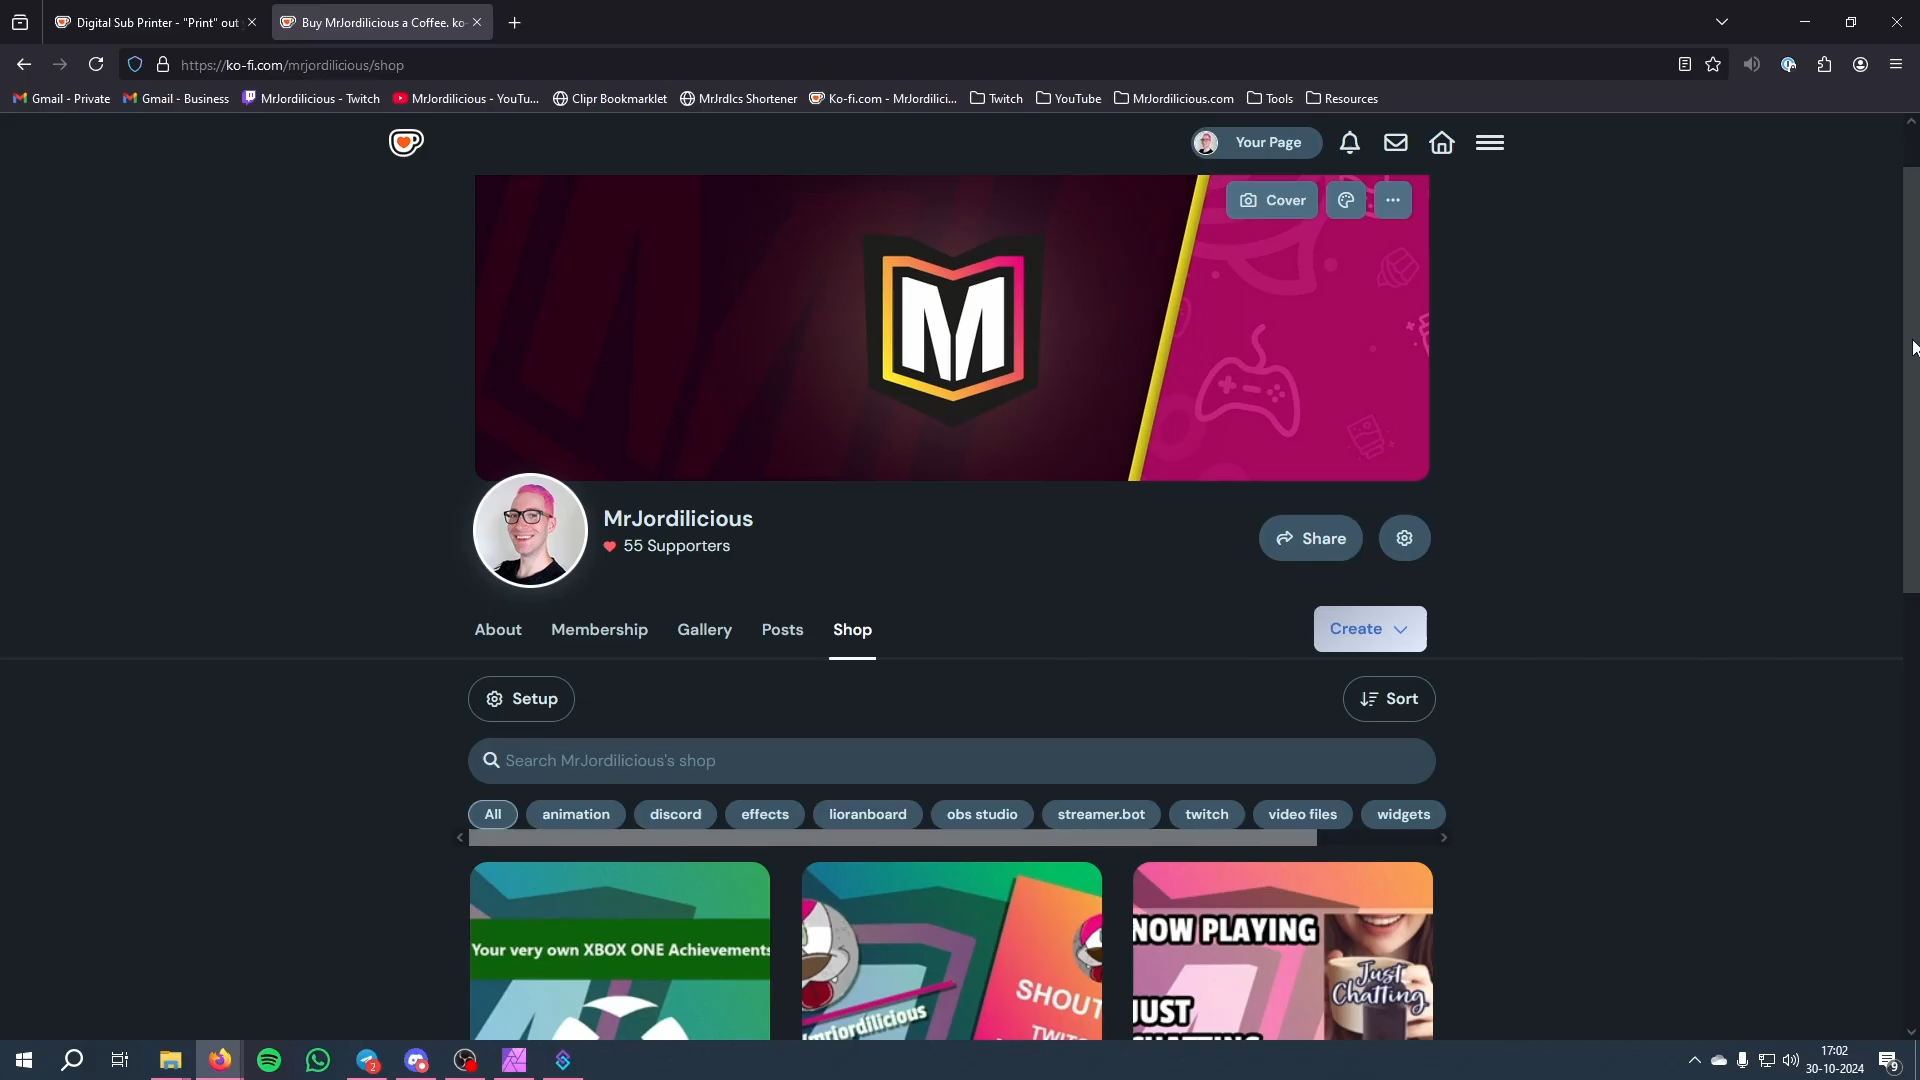 Digital Sub Printer - "Print" out
Buy MrJordilicious a Coffee. ko-
https://ko-fi.com/mrjordilicious/shop
Gmail - Private
Gmail - Business
MrJordilicious - Twitch
MrJordilicious - YouTu...
Clipr Bookmarklet
MrJrdlcs Shortener
Ko-fi.com - MrJordilici...
Twitch
YouTube
MrJordilicious.com
Tools
Resources
Your Page
Cover
M
MrJordilicious
55 Supporters
Share
About
Membership
Gallery
Posts
Shop
Create
Setup
Sort
Search MrJordilicious's shop
All
animation
discord
effects
lioranboard
obs studio
streamer.bot
twitch
video files
widgets
Your very own XBOX ONE Achievements
mrjordilicious
SHOUT
TWITC
NOW PLAYING
JUST
CHATTING
Just
Chatting
2
17:02
30-10-2024
9